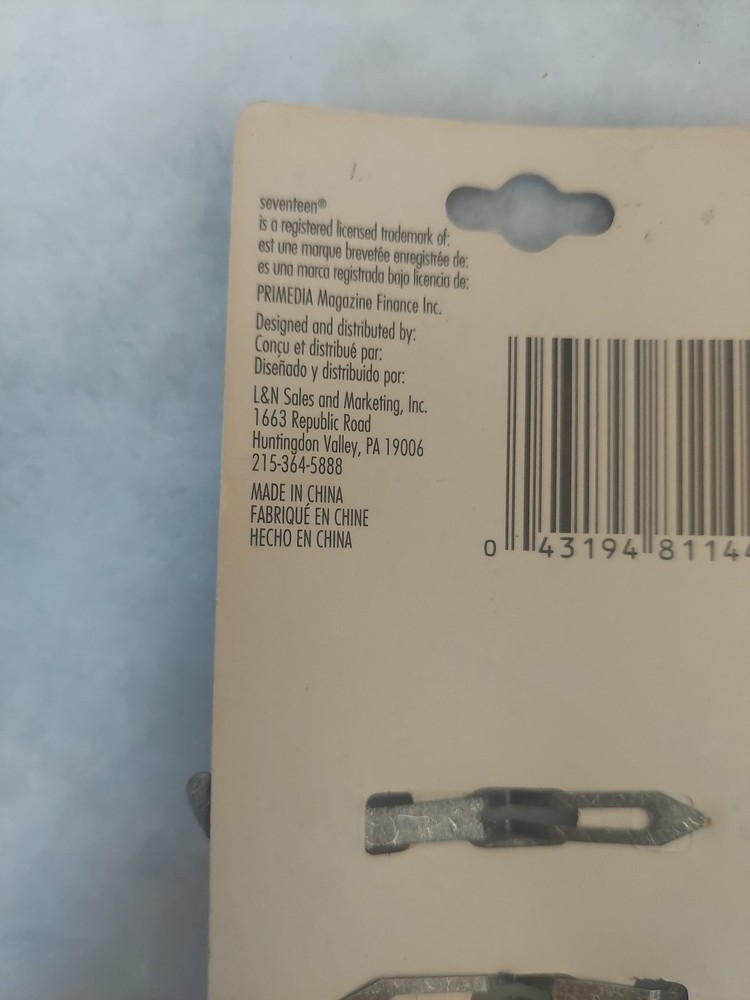 seventeen®
is a registered licensed trademark of:
est une marque brevetée enregistrée de:
es una marca registrada bajo licencia de:
PRIMEDIA Magazine Finance Inc.
Designed and distributed by:
Conçu et distribué par:
Diseñado y distribuido por:
L&N Sales and Marketing, Inc.
1663 Republic Road
Huntingdon Valley, PA 19006
215-364-5888
MADE IN CHINA
FABRIQUÉ EN CHINE
HECHO EN CHINA
0 43194 8114